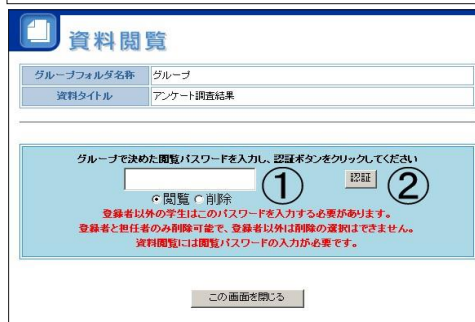 資料閲覧
グループフォルダ名称 グループ
資料タイトル アンケート調査結果
グループで決めた閲覧パスワードを入力し、認証ボタンをクリックしてください
① 認証 ②
閲覧 削除
登録者以外の学生はこのパスワードを入力する必要があります。
登録者と担任者のみ削除可能で、登録者以外は削除の選択はできません。
資料閲覧には閲覧パスワードの入力が必要です。
この画面を閉じる